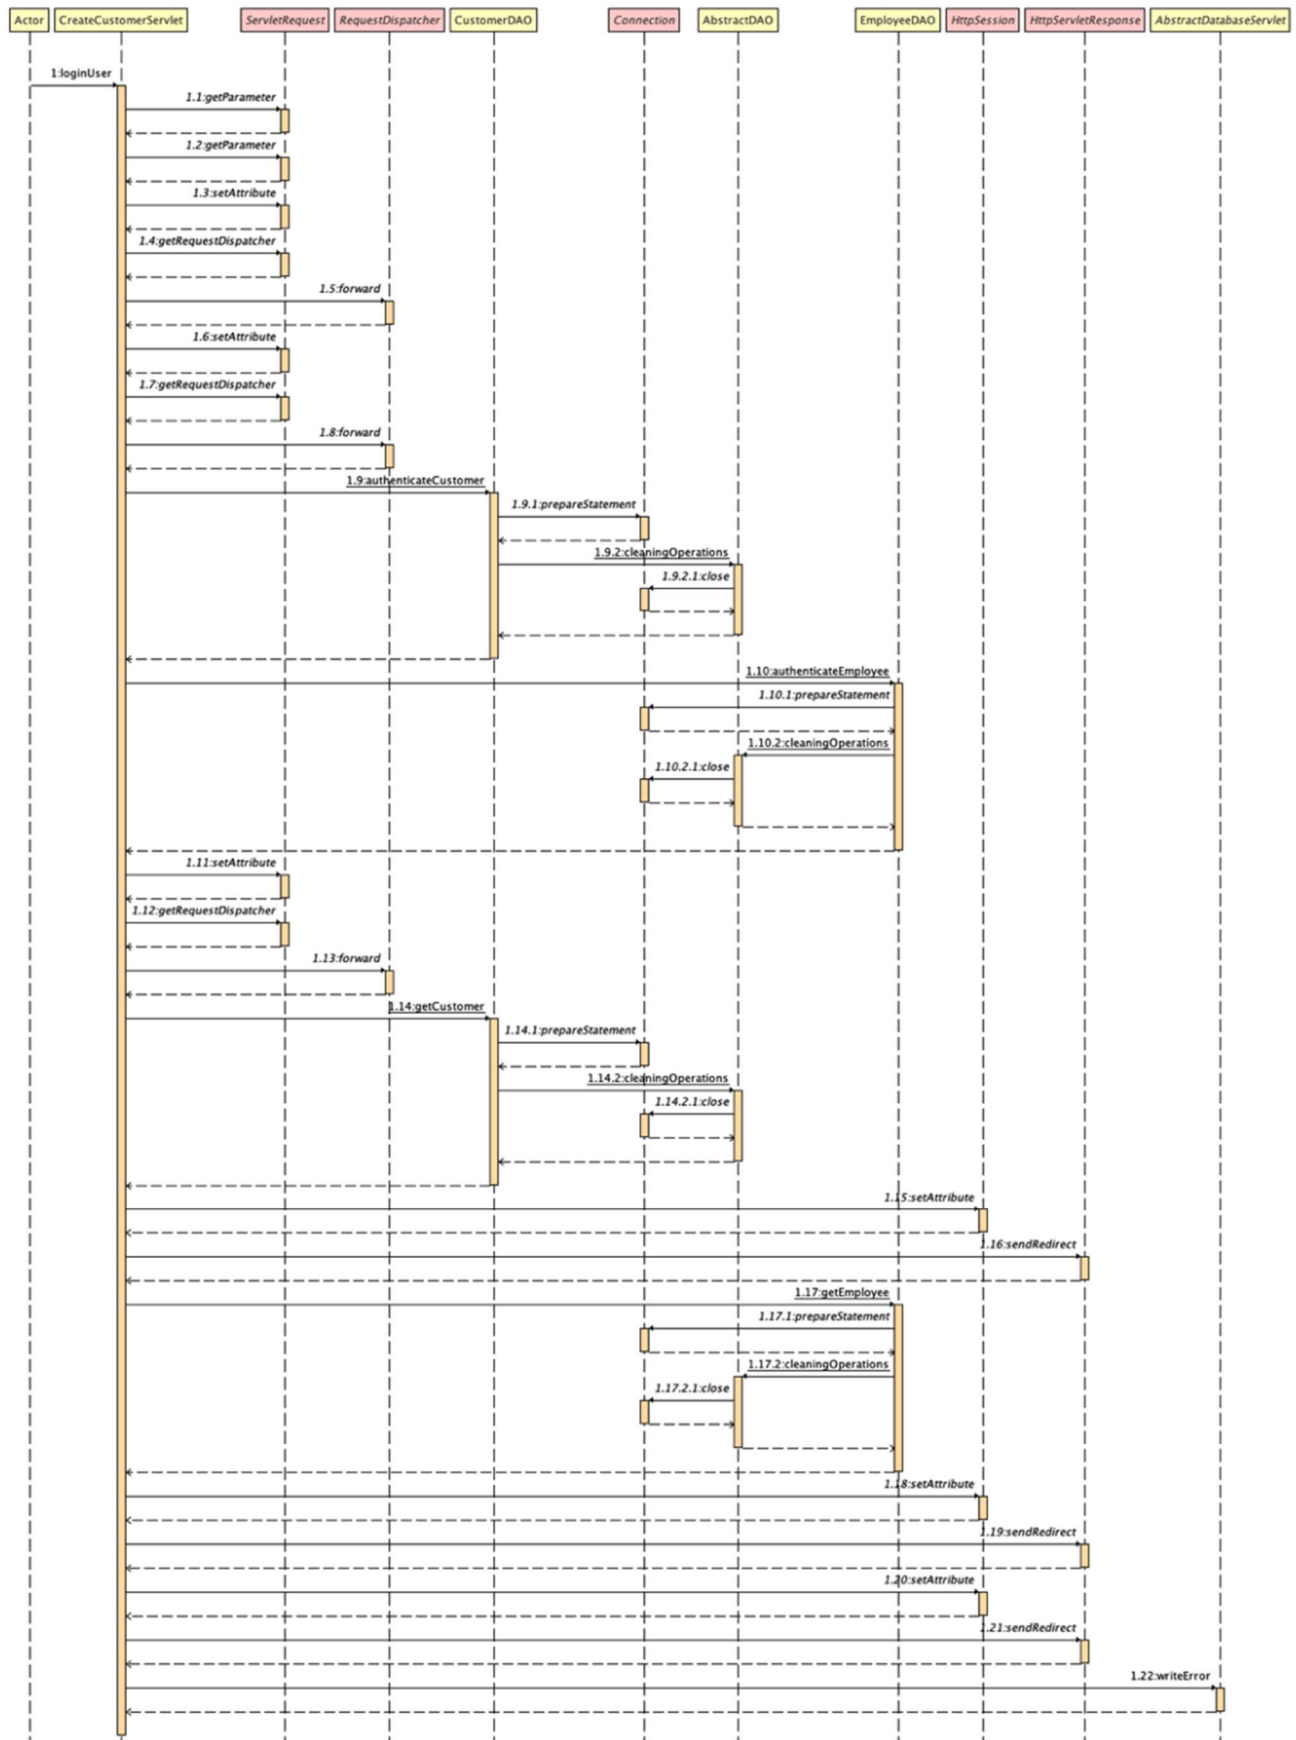 Actor
CreateCustomerServlet
ServletRequest
RequestDispatcher
CustomerDAO
Connection
AbstractDAO
EmployeeDAO
HttpSession
HttpServletResponse
AbstractDatabaseServlet
1:loginUser
1.1:getParameter
1.2:getParameter
1.3:setAttribute
1.4:getRequestDispatcher
1.5:forward
1.6:setAttribute
1.7:getRequestDispatcher
1.8:forward
1.9:authenticateCustomer
1.9.1:prepareStatement
1.9.2:cleaningOperations
1.9.2.1:close
1.10:authenticateEmployee
1.10.1:prepareStatement
1.10.2:cleaningOperations
1.10.2.1:close
1.11:setAttribute
1.12:getRequestDispatcher
1.13:forward
1.14:getCustomer
1.14.1:prepareStatement
1.14.2:cleaningOperations
1.14.2.1:close
1.15:setAttribute
1.16:sendRedirect
1.17:getEmployee
1.17.1:prepareStatement
1.17.2:cleaningOperations
1.17.2.1:close
1.18:setAttribute
1.19:sendRedirect
1.20:setAttribute
1.21:sendRedirect
1.22:writeError